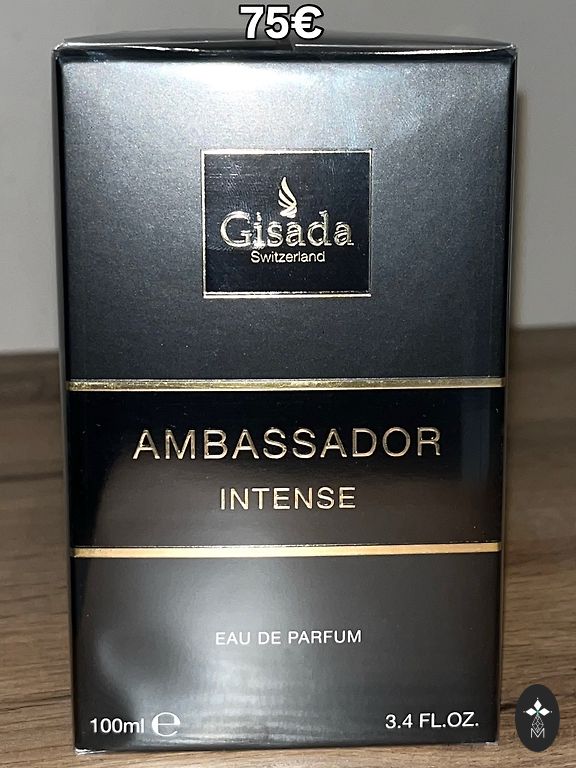 75€
Gisada
Switzerland
AMBASSADOR
INTENSE
EAU DE PARFUM
100ml ℮ 3.4 FL.OZ.